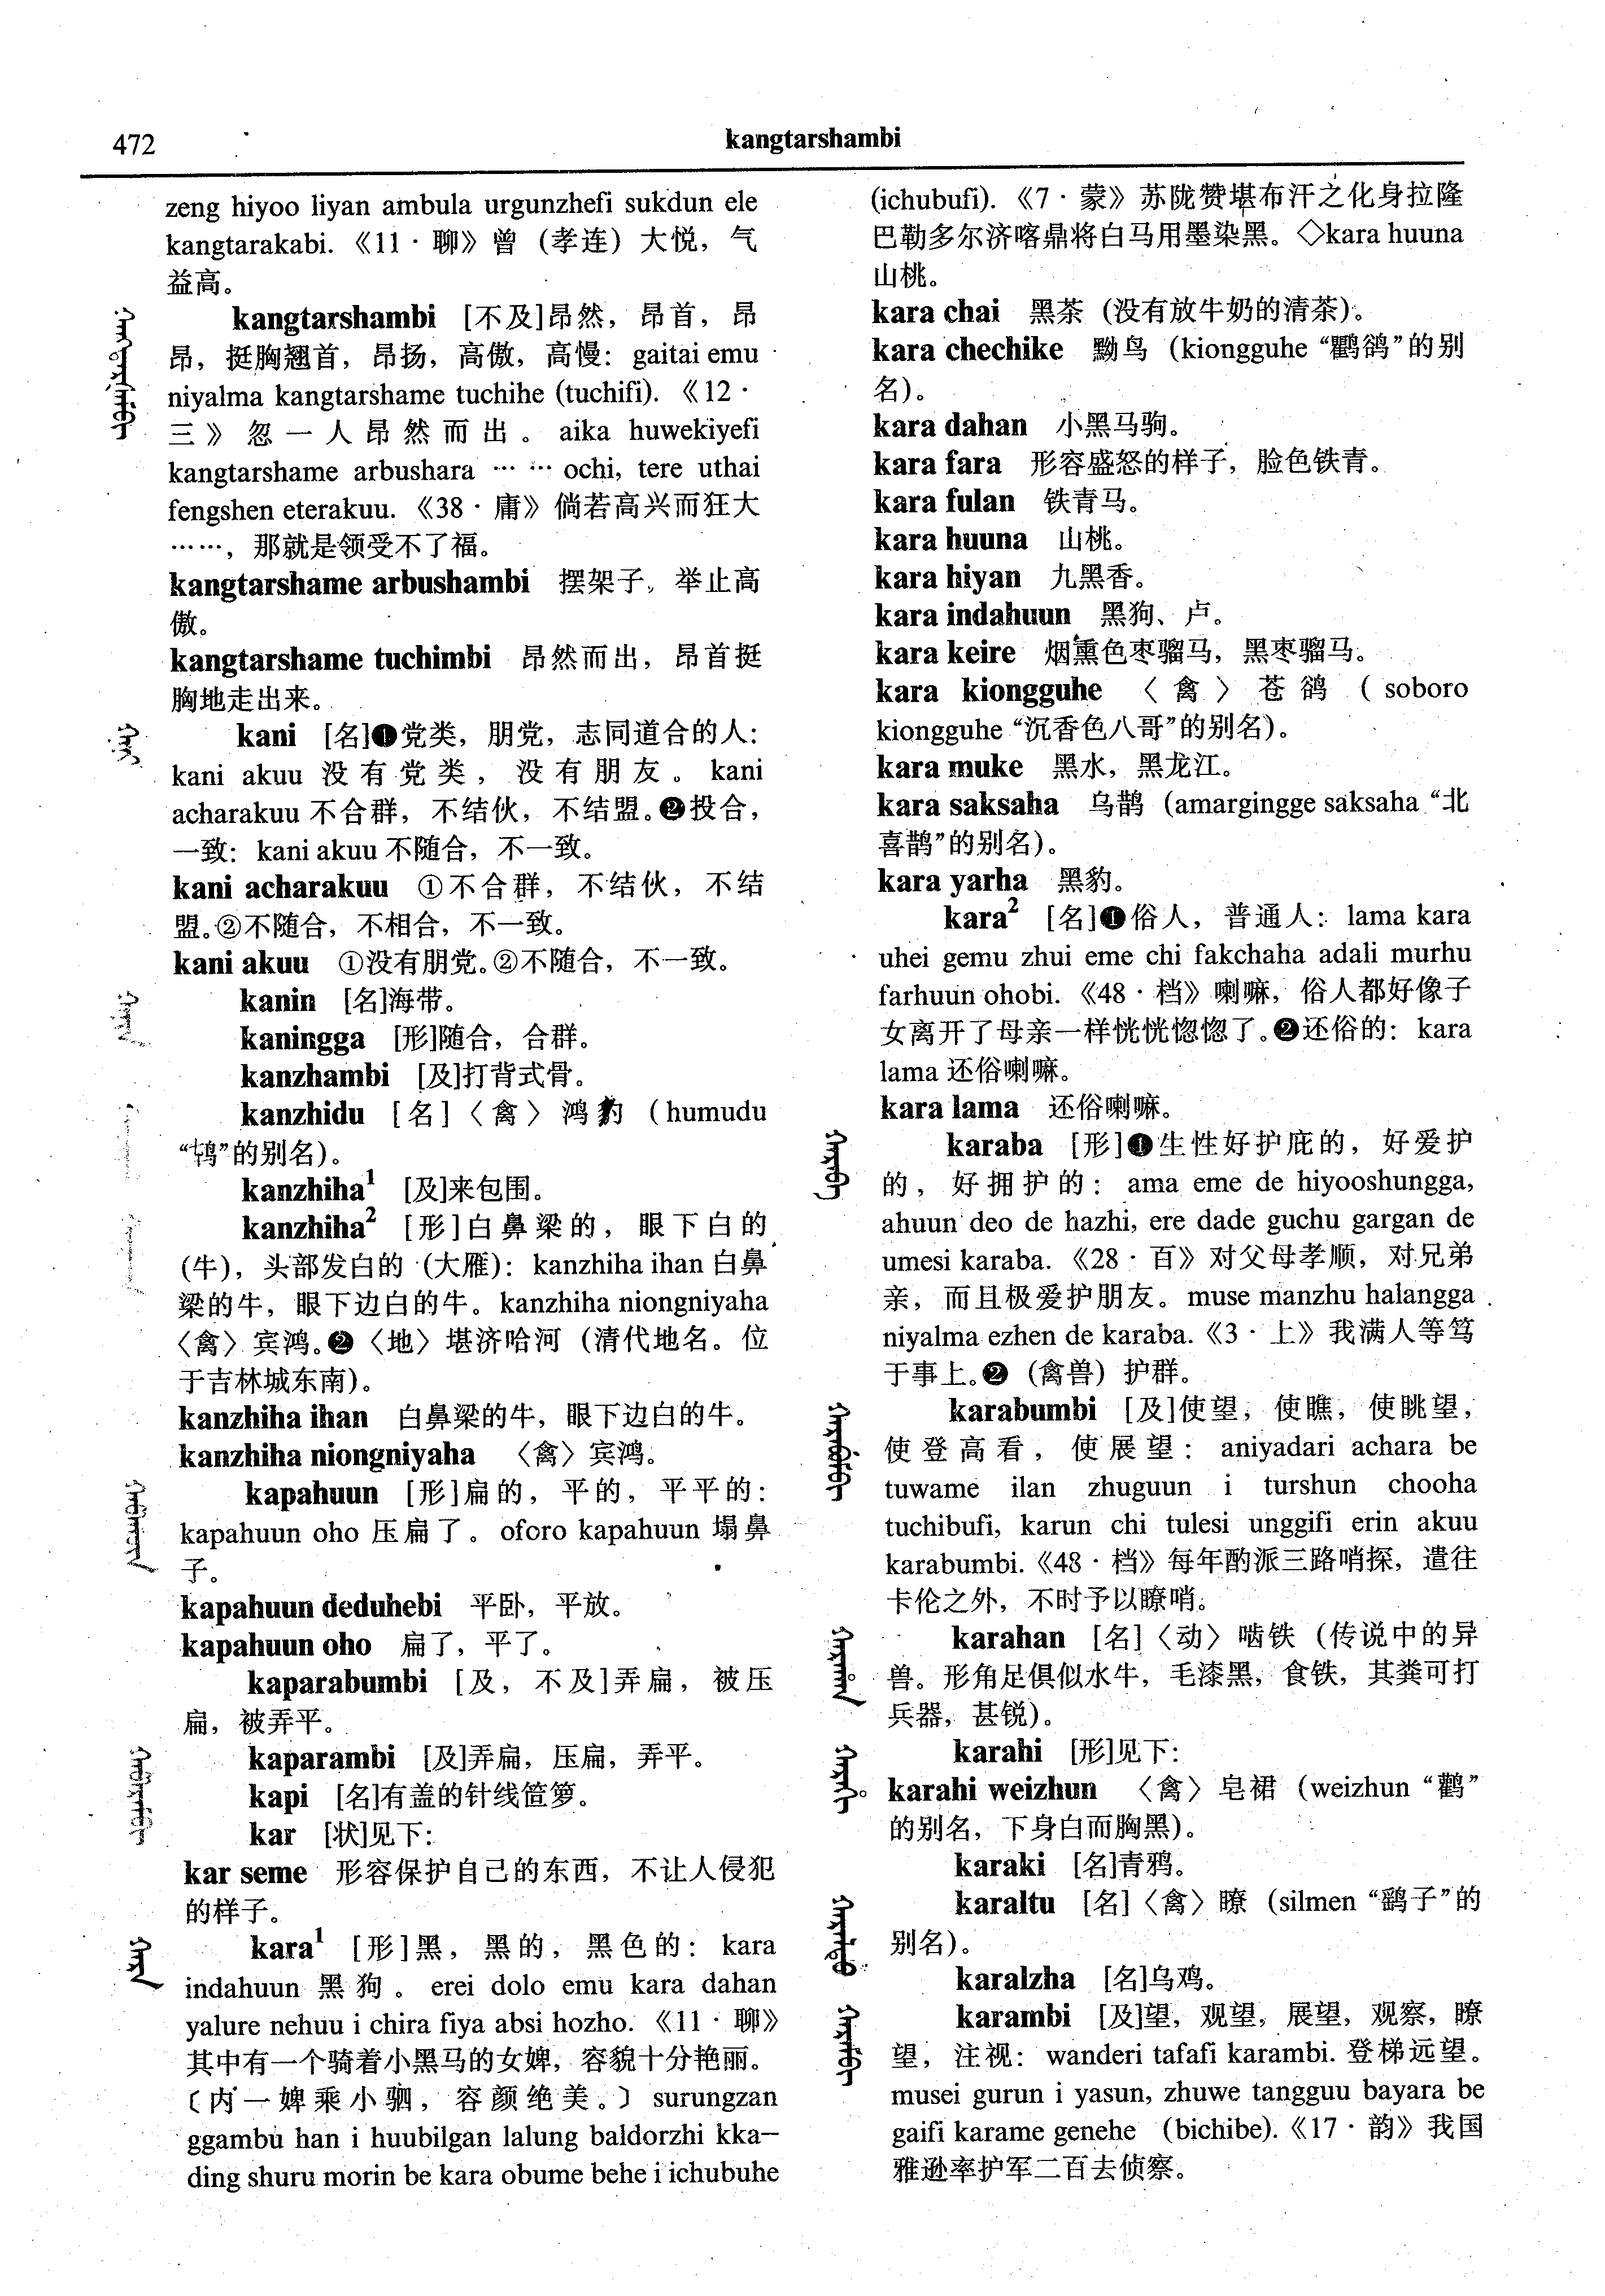 472
kangtarshambi
zeng hiyoo liyan ambula urgunzhefi sukdun ele
kangtarakabi. 《11 · 聊》曾（孝连）大悦，气
益高。
kangtarshambi [不及]昂然，昂首，昂
昂，挺胸翘首，昂扬，高傲，高慢: gaitai emu
niyalma kangtarshame tuchihe (tuchifi). 《12 ·
三》忽一人昂然而出。aika huwekiyefi
kangtarshame arbushara …… ochi, tere uthai
fengshen eterakuu. 《38 · 庸》倘若高兴而狂大
……，那就是领受不了福。
kangtarshame arbushambi 摆架子，举止高
傲。
kangtarshame tuchimbi 昂然而出，昂首挺
胸地走出来。
kani [名]❶党类，朋党，志同道合的人:
kani akuu 没有党类，没有朋友。kani
acharakuu 不合群，不结伙，不结盟。❷投合，
一致: kani akuu 不随合，不一致。
kani acharakuu ①不合群，不结伙，不结
盟。②不随合，不相合，不一致。
kani akuu ①没有朋党。②不随合，不一致。
kanin [名]海带。
kaningga [形]随合，合群。
kanzhambi [及]打背式骨。
kanzhidu [名]〈禽〉鸿豹（humudu
“鸨”的别名）。
kanzhiha¹ [及]来包围。
kanzhiha² [形]白鼻梁的，眼下白的
(牛)，头部发白的（大雁）: kanzhiha ihan 白鼻
梁的牛，眼下边白的牛。kanzhiha niongniyaha
〈禽〉宾鸿。❷〈地〉堪济哈河（清代地名。位
于吉林城东南）。
kanzhiha ihan 白鼻梁的牛，眼下边白的牛。
kanzhiha niongniyaha 〈禽〉宾鸿。
kapahuun [形]扁的，平的，平平的:
kapahuun oho 压扁了。oforo kapahuun 塌鼻
子。
kapahuun deduhebi 平卧，平放。
kapahuun oho 扁了，平了。
kaparabumbi [及，不及]弄扁，被压
扁，被弄平。
kaparambi [及]弄扁，压扁，弄平。
kapi [名]有盖的针线笸箩。
kar [状]见下:
kar seme 形容保护自己的东西，不让人侵犯
的样子。
kara¹ [形]黑，黑的，黑色的: kara
indahuun 黑狗。erei dolo emu kara dahan
yalure nehuu i chira fiya absi hozho. 《11 · 聊》
其中有一个骑着小黑马的女婢，容貌十分艳丽。
〔内一婢乘小驷，容颜绝美。〕surungzan
ggambu han i huubilgan lalung baldorzhi kka–
ding shuru morin be kara obume behe i ichubuhe
(ichubufi). 《7 · 蒙》苏陇赞堪布汗之化身拉隆
巴勒多尔济喀鼎将白马用墨染黑。◇kara huuna
山桃。
kara chai 黑茶（没有放牛奶的清茶）。
kara chechike 黝鸟（kiongguhe “鸜鹆”的别
名）。
kara dahan 小黑马驹。
kara fara 形容盛怒的样子，脸色铁青。
kara fulan 铁青马。
kara huuna 山桃。
kara hiyan 九黑香。
kara indahuun 黑狗、卢。
kara keire 烟熏色枣骝马，黑枣骝马。
kara kiongguhe 〈禽〉苍鹆（soboro
kiongguhe “沉香色八哥”的别名）。
kara muke 黑水，黑龙江。
kara saksaha 乌鹊（amargingge saksaha “北
喜鹊”的别名）。
kara yarha 黑豹。
kara² [名]❶俗人，普通人: lama kara
uhei gemu zhui eme chi fakchaha adali murhu
farhuun ohobi. 《48 · 档》喇嘛，俗人都好像子
女离开了母亲一样恍恍惚惚了。❷还俗的: kara
lama 还俗喇嘛。
kara lama 还俗喇嘛。
karaba [形]❶生性好护庇的，好爱护
的，好拥护的: ama eme de hiyooshungga,
ahuun deo de hazhi, ere dade guchu gargan de
umesi karaba. 《28 · 百》对父母孝顺，对兄弟
亲，而且极爱护朋友。muse manzhu halangga
niyalma ezhen de karaba. 《3 · 上》我满人等笃
于事上。❷（禽兽）护群。
karabumbi [及]使望，使瞧，使眺望，
使登高看，使展望: aniyadari achara be
tuwame ilan zhuguun i turshun chooha
tuchibufi, karun chi tulesi unggifi erin akuu
karabumbi. 《48 · 档》每年酌派三路哨探，遣往
卡伦之外，不时予以瞭哨。
karahan [名]〈动〉啮铁（传说中的异
兽。形角足俱似水牛，毛漆黑，食铁，其粪可打
兵器，甚锐）。
karahi [形]见下:
karahi weizhun 〈禽〉皂裙（weizhun “鹳”
的别名，下身白而胸黑）。
karaki [名]青鸦。
karaltu [名]〈禽〉瞭（silmen “鹞子”的
别名）。
karalzha [名]乌鸡。
karambi [及]望，观望，展望，观察，瞭
望，注视: wanderi tafafi karambi. 登梯远望。
musei gurun i yasun, zhuwe tangguu bayara be
gaifi karame genehe （bichibe). 《17 · 韵》我国
雅逊率护军二百去侦察。